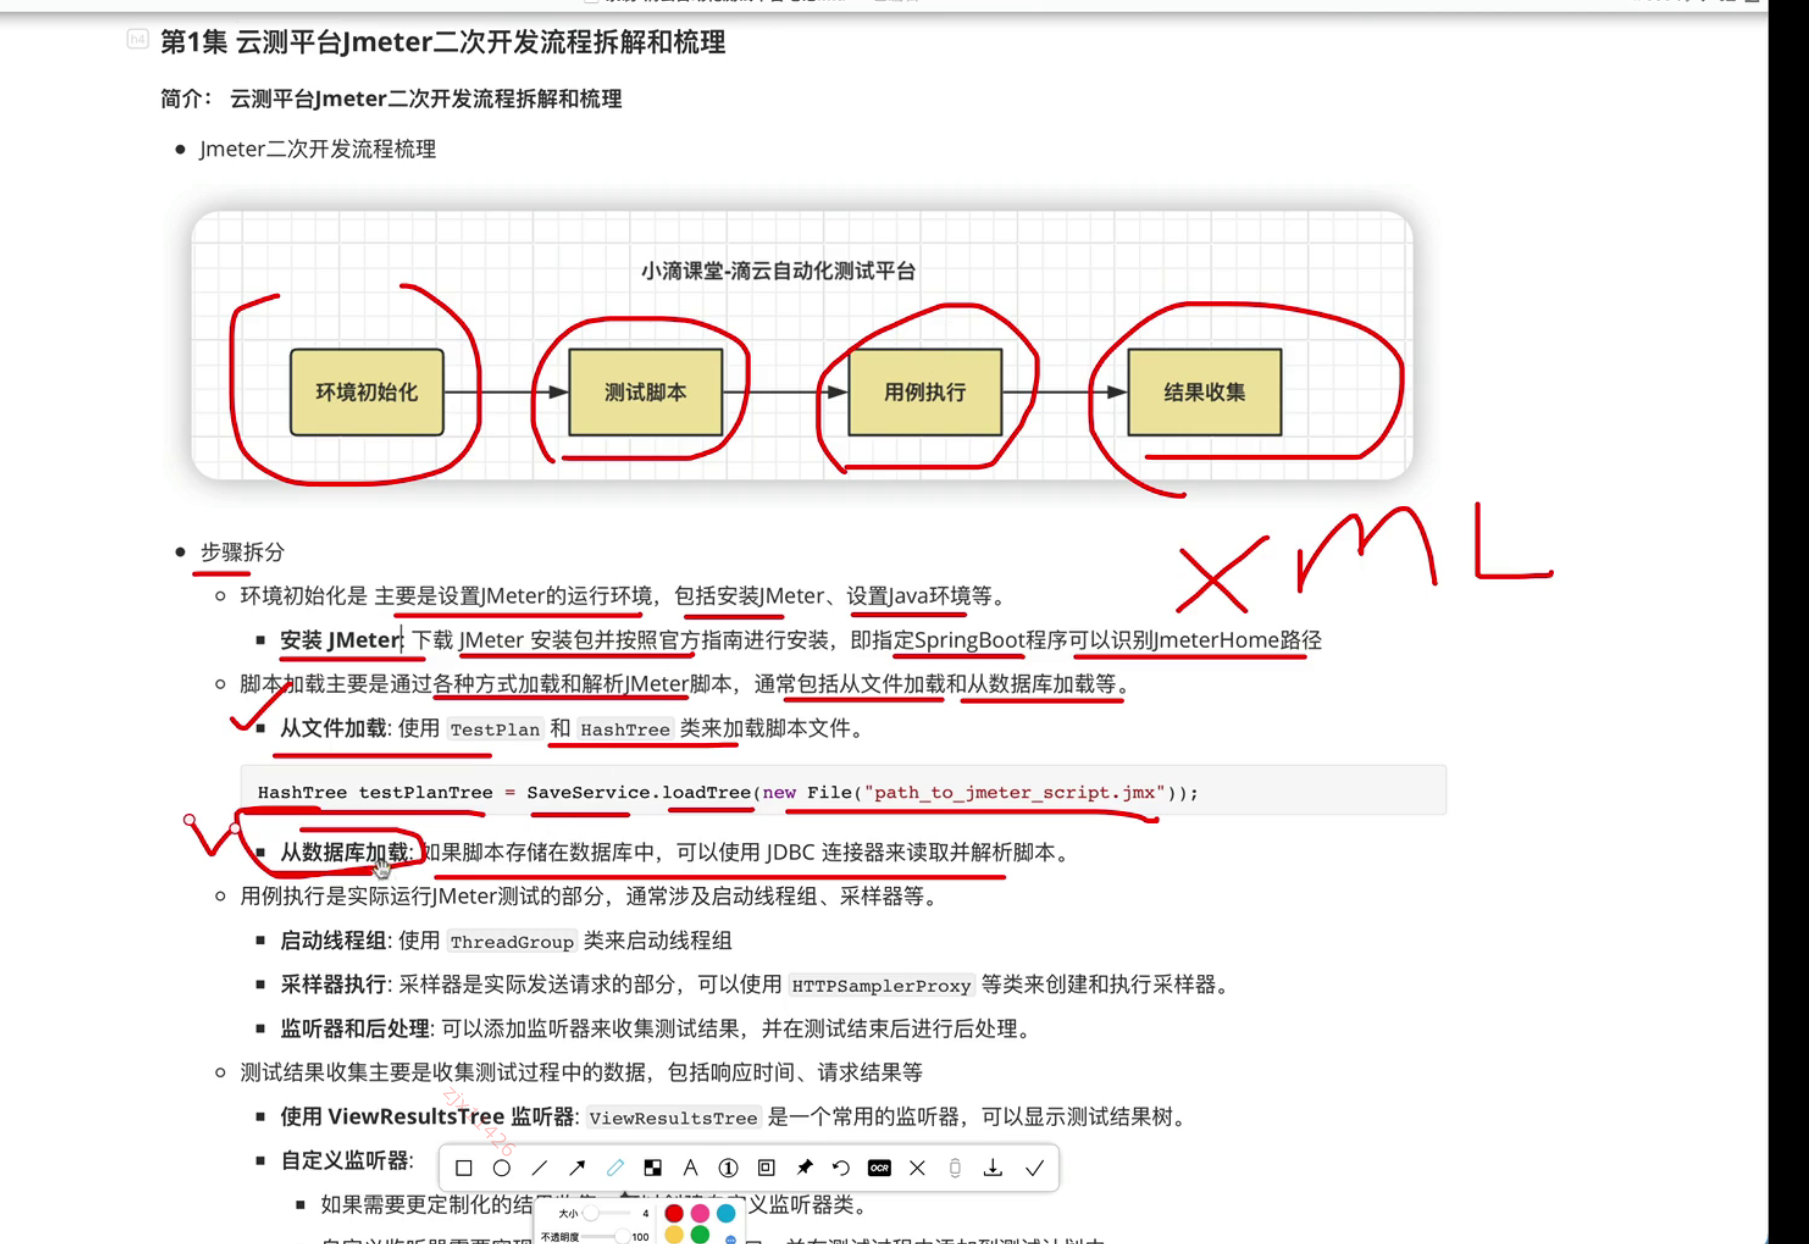 h4
第1集 云测平台Jmeter二次开发流程拆解和梳理
简介： 云测平台Jmeter二次开发流程拆解和梳理
Jmeter二次开发流程梳理
小滴课堂-滴云自动化测试平台
环境初始化 测试脚本 用例执行 结果收集
XML
步骤拆分
环境初始化是 主要是设置JMeter的运行环境，包括安装JMeter、设置Java环境等。
安装 JMeter: 下载 JMeter 安装包并按照官方指南进行安装，即指定SpringBoot程序可以识别JmeterHome路径
脚本加载主要是通过各种方式加载和解析JMeter脚本，通常包括从文件加载和从数据库加载等。
从文件加载: 使用 TestPlan 和 HashTree 类来加载脚本文件。
HashTree testPlanTree = SaveService.loadTree(new File("path_to_jmeter_script.jmx"));
从数据库加载: 如果脚本存储在数据库中，可以使用 JDBC 连接器来读取并解析脚本。
用例执行是实际运行JMeter测试的部分，通常涉及启动线程组、采样器等。
启动线程组: 使用 ThreadGroup 类来启动线程组
采样器执行: 采样器是实际发送请求的部分，可以使用 HTTPSamplerProxy 等类来创建和执行采样器。
监听器和后处理: 可以添加监听器来收集测试结果，并在测试结束后进行后处理。
测试结果收集主要是收集测试过程中的数据，包括响应时间、请求结果等
使用 ViewResultsTree 监听器: ViewResultsTree 是一个常用的监听器，可以显示测试结果树。
自定义监听器:
A 1 OCR
如果需要更定制化的结 义监听器类。
大小 4
不透明度 100